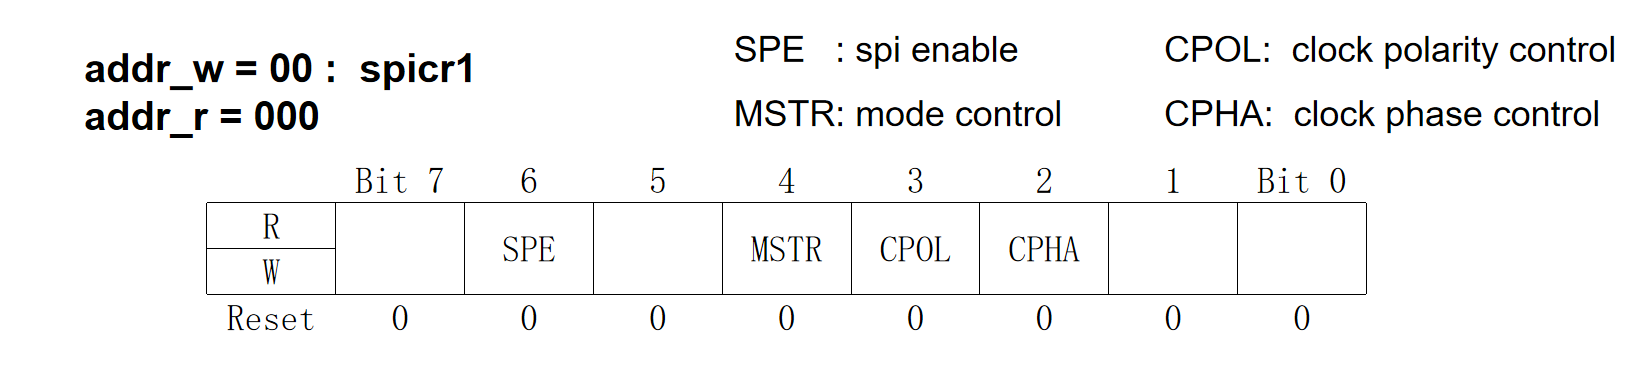 addr_w = 00 : spicr1
addr_r = 000
SPE : spi enable
MSTR: mode control
CPOL: clock polarity control
CPHA: clock phase control
Bit 7 6 5 4 3 2 1 Bit 0
R
W
SPE MSTR CPOL CPHA
Reset 0 0 0 0 0 0 0 0